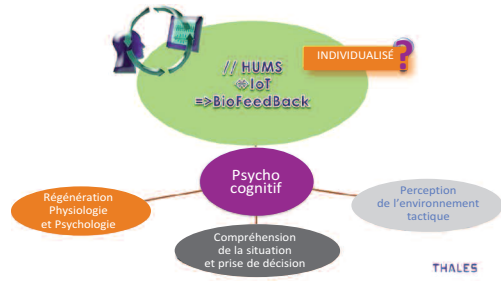 INDIVIDUALISÉ ?
// HUMS
⇔IoT
=>BioFeedBack
Psycho
cognitif
Régénération
Physiologie
et Psychologie
Perception
de l'environnement
tactique
Compréhension
de la situation
et prise de décision
THALES